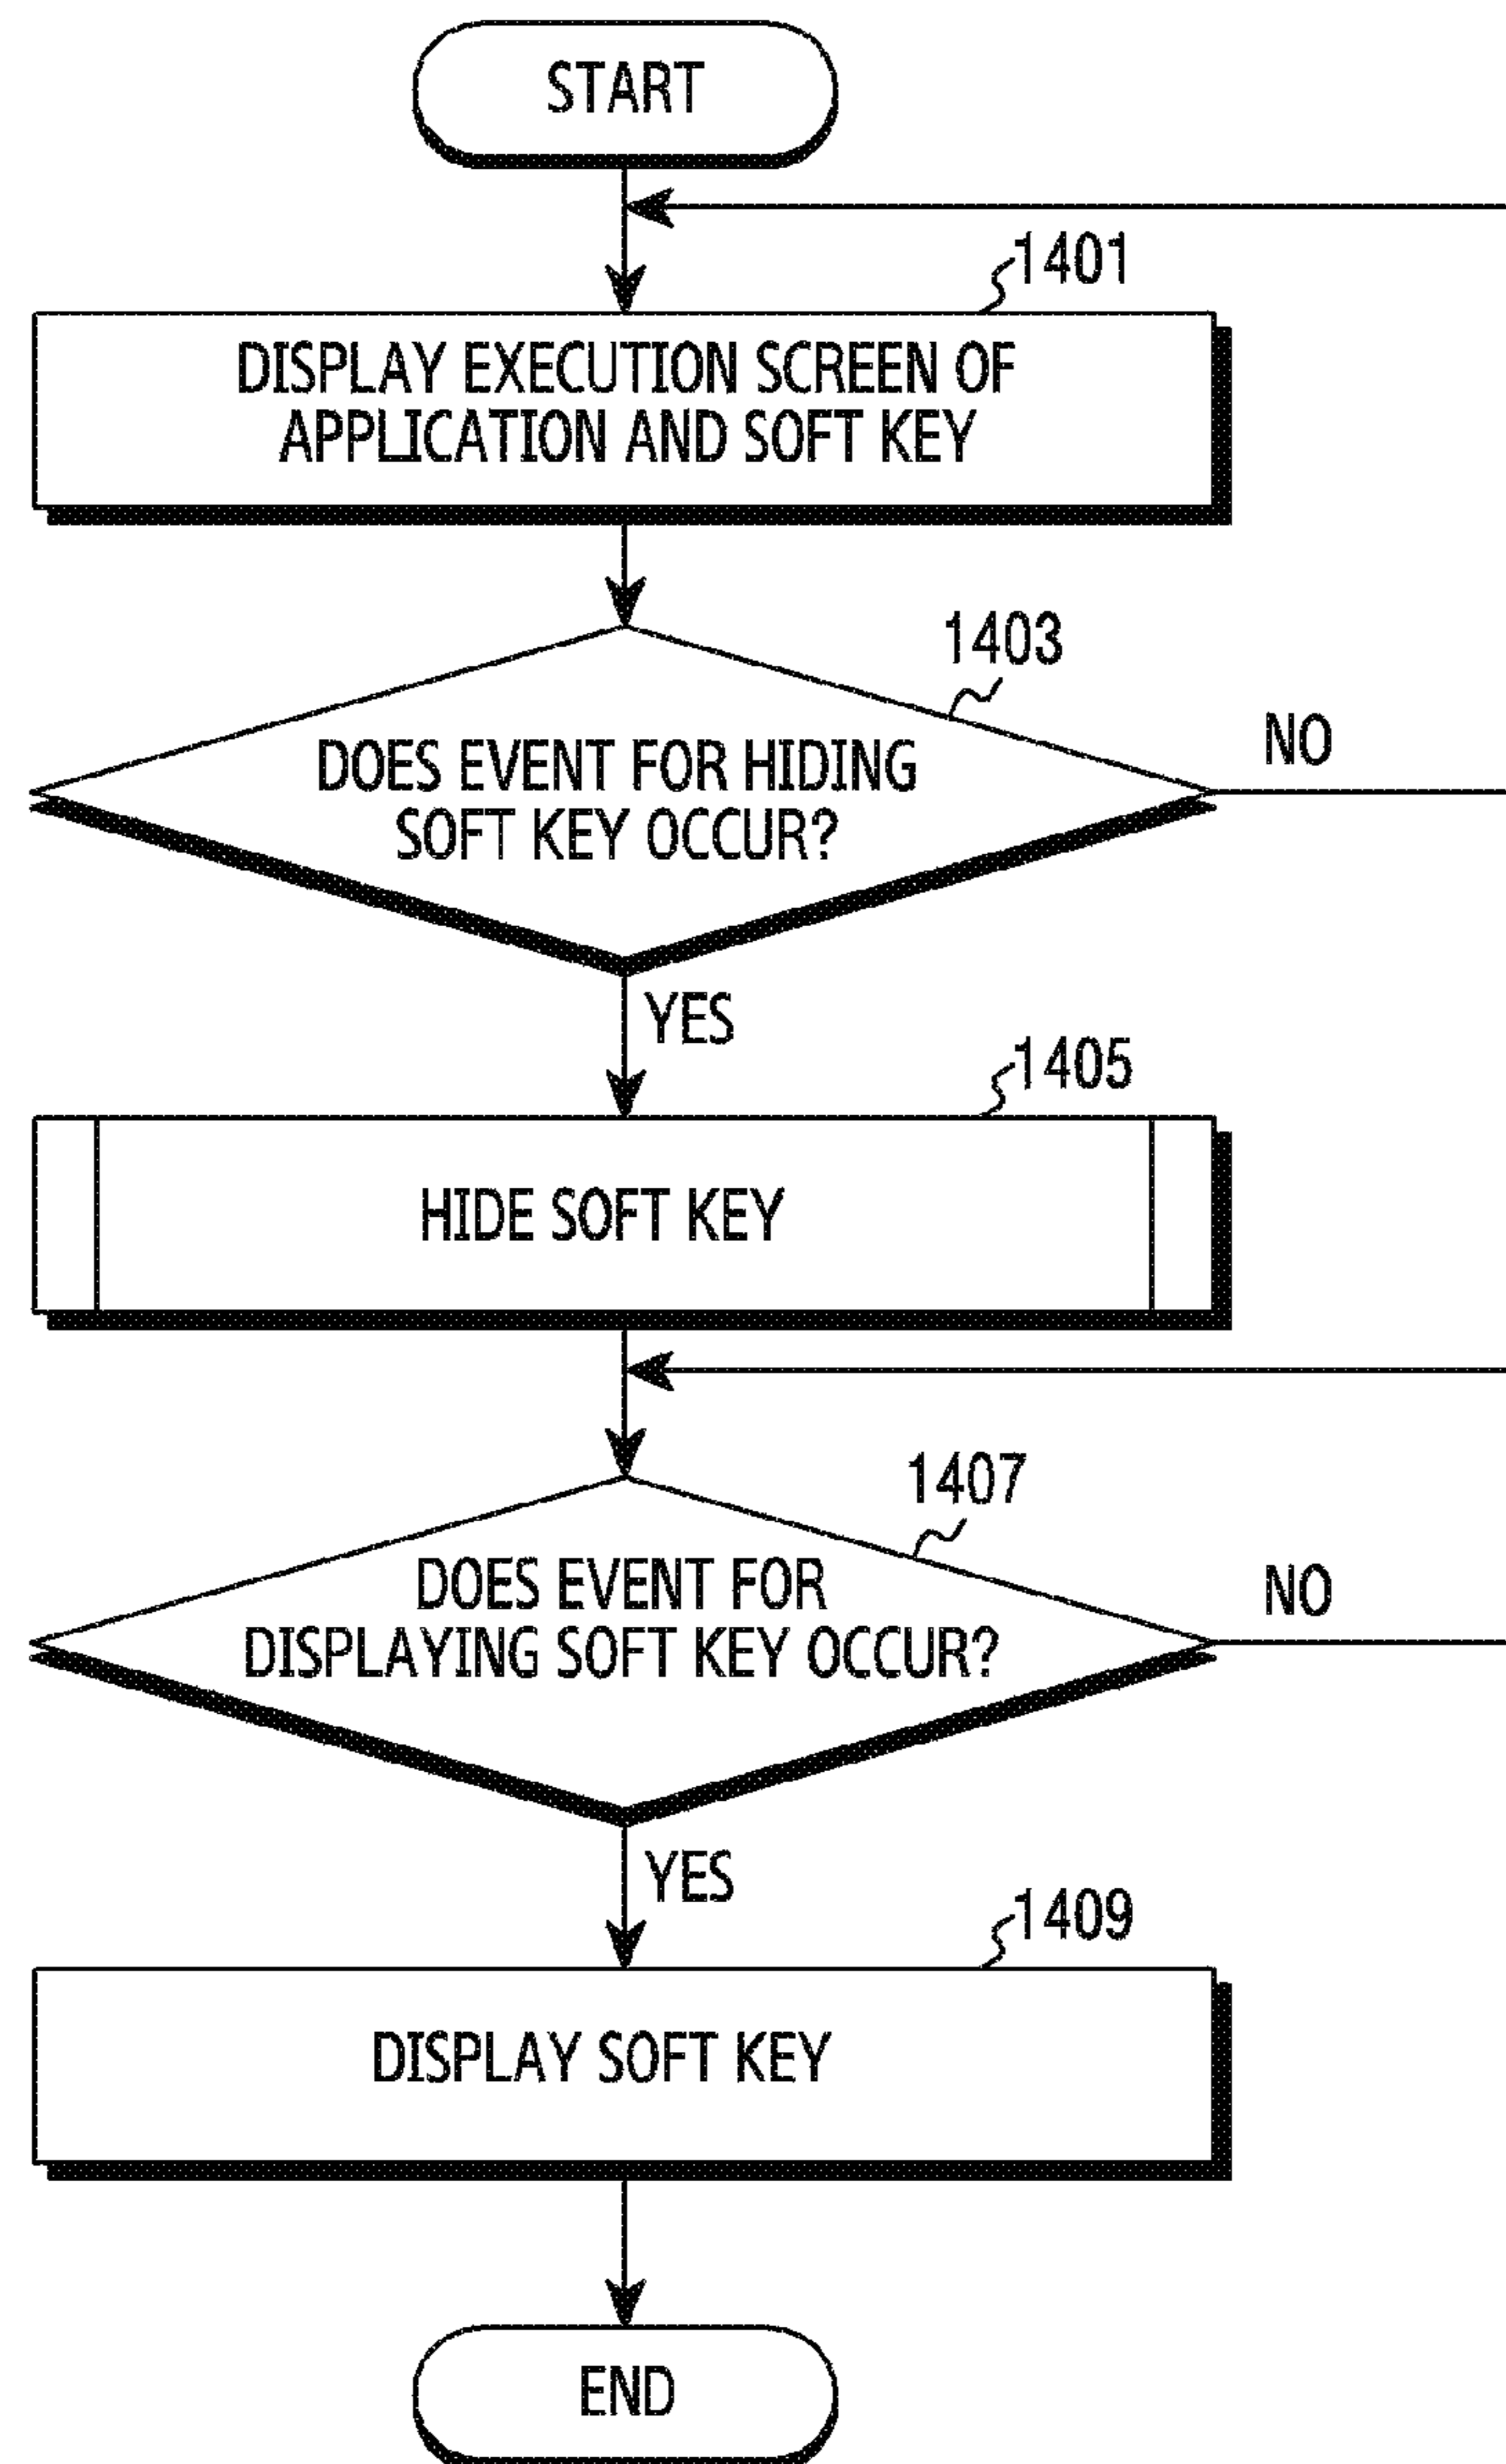 START
1401
DISPLAY EXECUTION SCREEN OF
APPLICATION AND SOFT KEY
1403
DOES EVENT FOR HIDING
SOFT KEY OCCUR?
NO
YES
1405
HIDE SOFT KEY
1407
DOES EVENT FOR
DISPLAYING SOFT KEY OCCUR?
NO
YES
1409
DISPLAY SOFT KEY
END